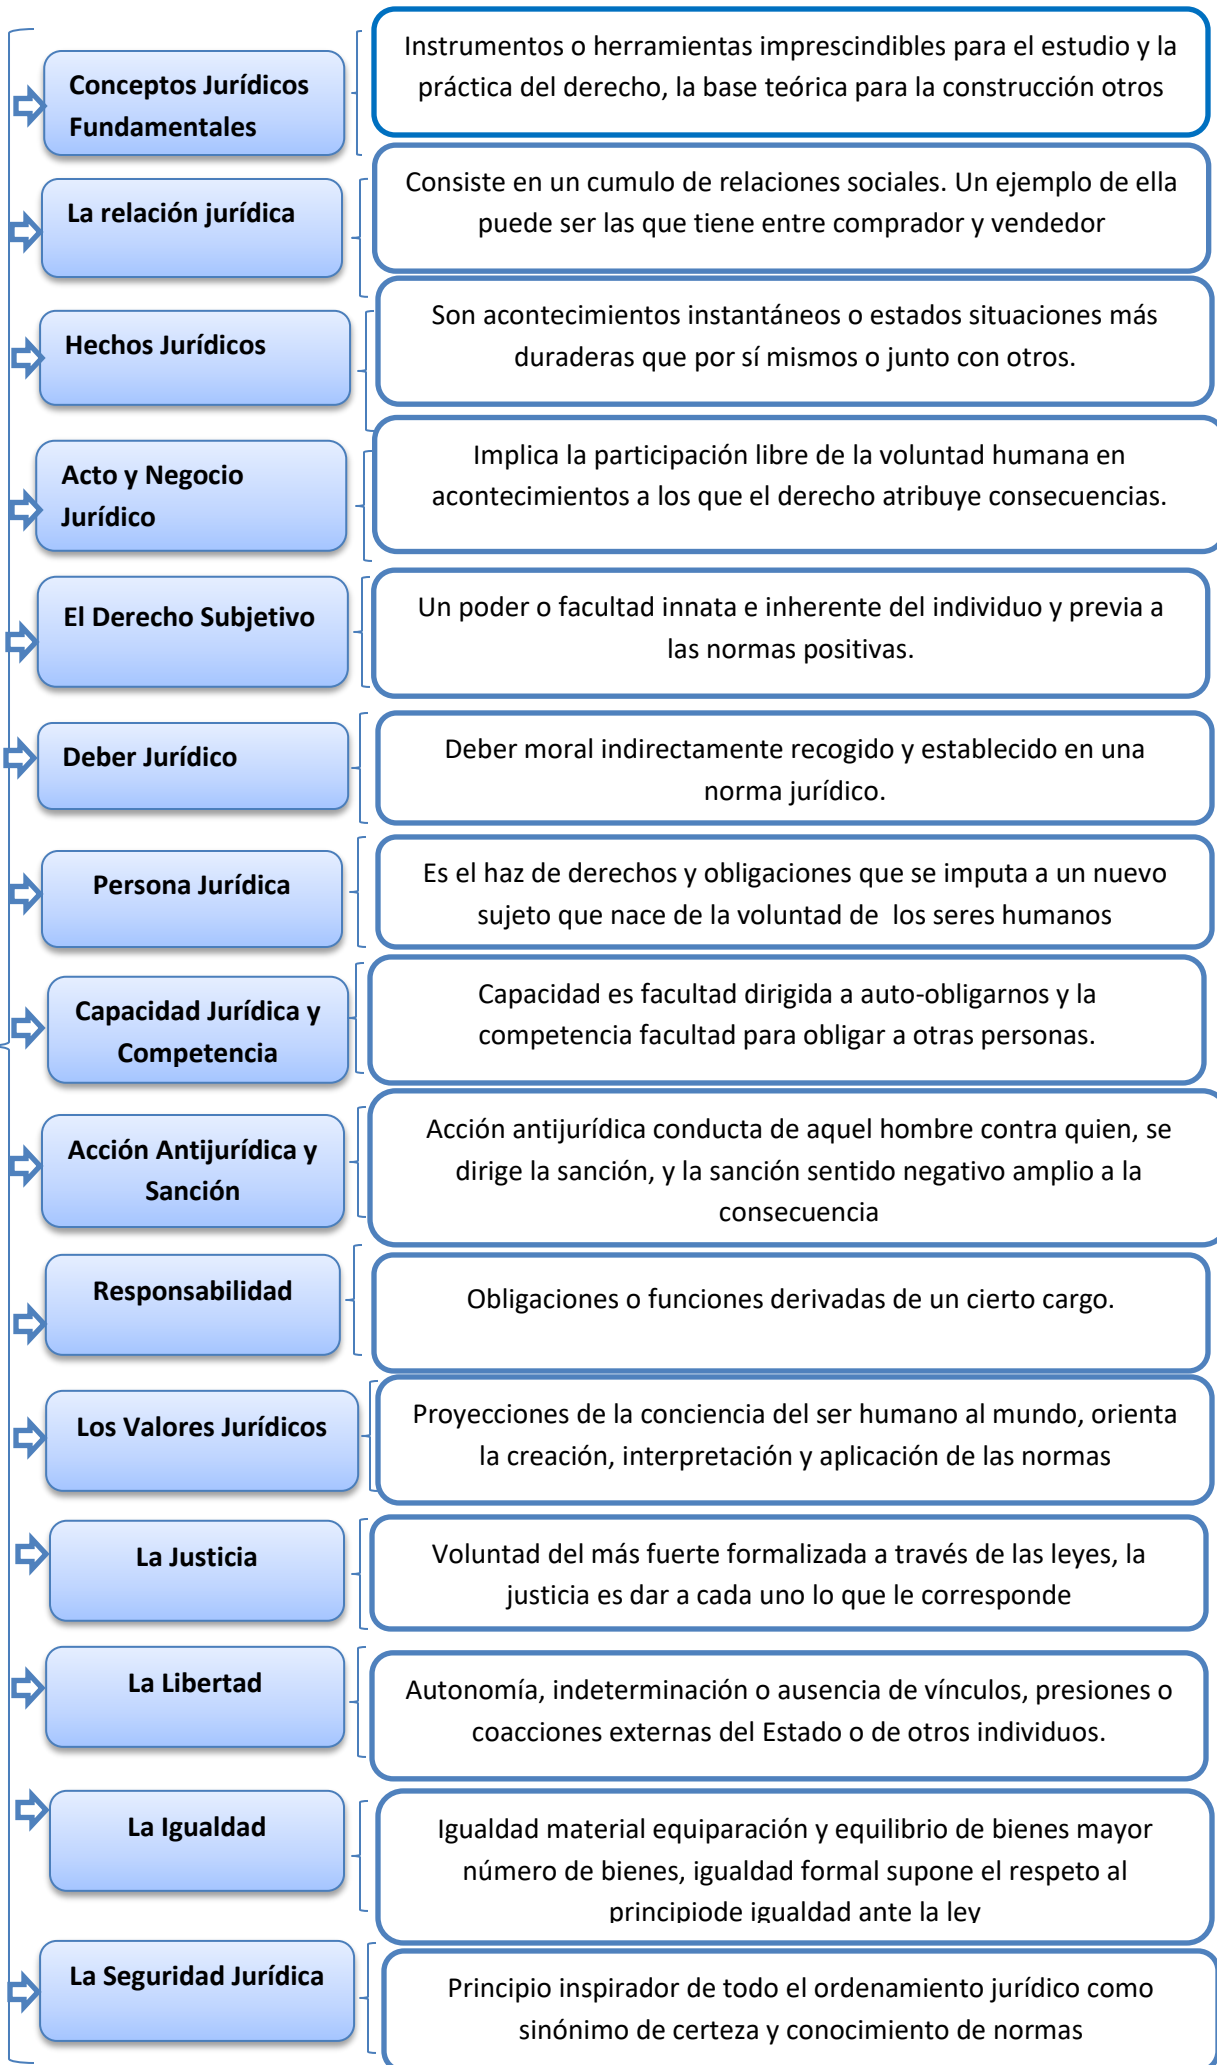 Conceptos Jurídicos
Fundamentales
Instrumentos o herramientas imprescindibles para el estudio y la
práctica del derecho, la base teórica para la construcción otros
La relación jurídica
Consiste en un cumulo de relaciones sociales. Un ejemplo de ella
puede ser las que tiene entre comprador y vendedor
Hechos Jurídicos
Son acontecimientos instantáneos o estados situaciones más
duraderas que por sí mismos o junto con otros.
Acto y Negocio
Jurídico
Implica la participación libre de la voluntad humana en
acontecimientos a los que el derecho atribuye consecuencias.
El Derecho Subjetivo
Un poder o facultad innata e inherente del individuo y previa a
las normas positivas.
Deber Jurídico
Deber moral indirectamente recogido y establecido en una
norma jurídico.
Persona Jurídica
Es el haz de derechos y obligaciones que se imputa a un nuevo
sujeto que nace de la voluntad de  los seres humanos
Capacidad Jurídica y
Competencia
Capacidad es facultad dirigida a auto-obligarnos y la
competencia facultad para obligar a otras personas.
Acción Antijurídica y
Sanción
Acción antijurídica conducta de aquel hombre contra quien, se
dirige la sanción, y la sanción sentido negativo amplio a la
consecuencia
Responsabilidad
Obligaciones o funciones derivadas de un cierto cargo.
Los Valores Jurídicos
Proyecciones de la conciencia del ser humano al mundo, orienta
la creación, interpretación y aplicación de las normas
La Justicia
Voluntad del más fuerte formalizada a través de las leyes, la
justicia es dar a cada uno lo que le corresponde
La Libertad
Autonomía, indeterminación o ausencia de vínculos, presiones o
coacciones externas del Estado o de otros individuos.
La Igualdad
Igualdad material equiparación y equilibrio de bienes mayor
número de bienes, igualdad formal supone el respeto al
principiode igualdad ante la ley
La Seguridad Jurídica
Principio inspirador de todo el ordenamiento jurídico como
sinónimo de certeza y conocimiento de normas